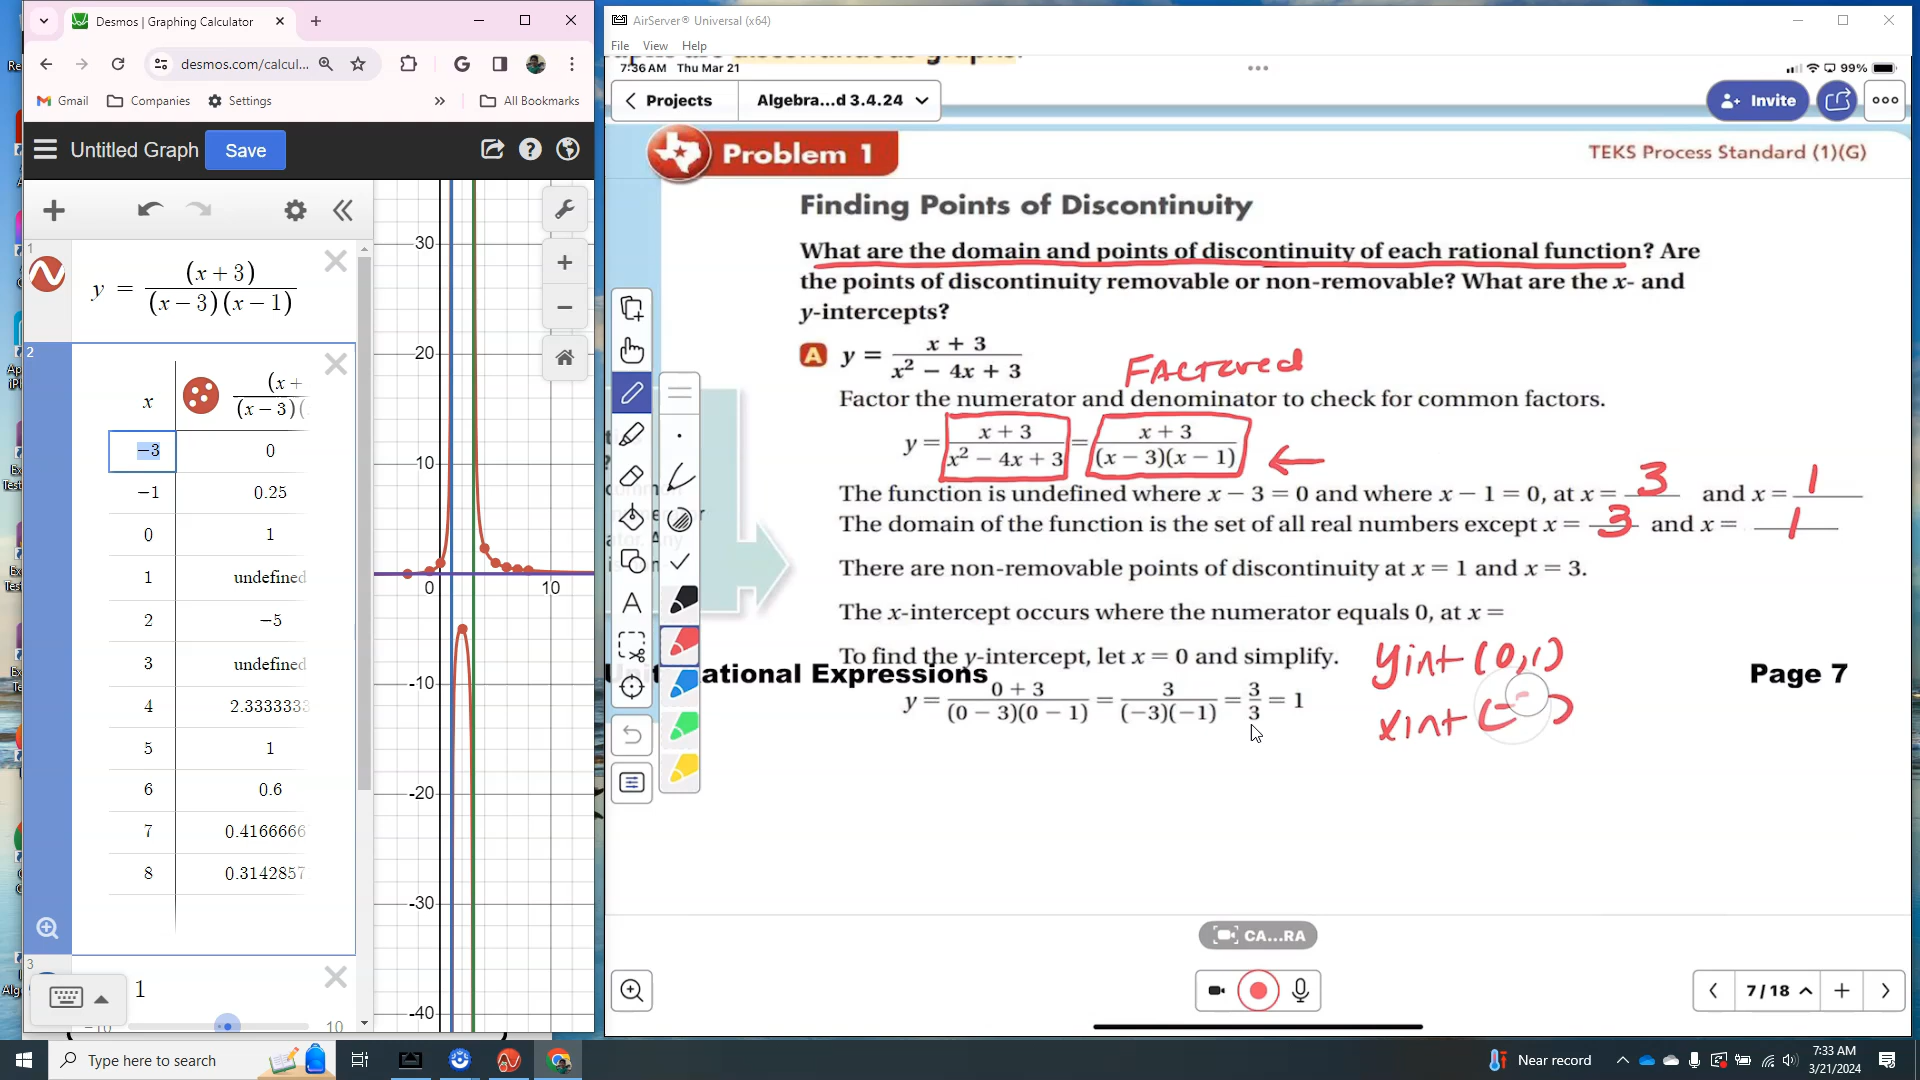 Desmos | Graphing Calculator
desmos.com/calcul...
Gmail
Companies
Settings
All Bookmarks
Untitled Graph
Save
1
y = (x+3) / (x−3)(x−1)
2
x
(x+
(x−3)(
−3 0
−1 0.25
0 1
1 undefined
2 −5
3 undefined
4 2.3333333
5 1
6 0.6
7 0.4166666
8 0.3142857
3
1
−10
10
30
20
10
0
10
-10
-20
-30
-40
AirServer® Universal (x64)
File View Help
7:36 AM Thu Mar 21
99%
Projects
Algebra...d 3.4.24
Invite
Problem 1
TEKS Process Standard (1)(G)
Finding Points of Discontinuity
What are the domain and points of discontinuity of each rational function? Are
the points of discontinuity removable or non-removable? What are the x- and
y-intercepts?
A y = x + 3 / x² − 4x + 3
Factored
Factor the numerator and denominator to check for common factors.
y = x + 3 / x² − 4x + 3 = x + 3 / (x − 3)(x − 1)
The function is undefined where x − 3 = 0 and where x − 1 = 0, at x = 3 and x = 1
The domain of the function is the set of all real numbers except x = 3 and x = 1
There are non-removable points of discontinuity at x = 1 and x = 3.
The x-intercept occurs where the numerator equals 0, at x =
To find the y-intercept, let x = 0 and simplify.
yint (0,1)
ational Expressions
Page 7
y = 0 + 3 / (0 − 3)(0 − 1) = 3 / (−3)(−1) = 3 / 3 = 1
xint (- )
CA...RA
7 / 18
Type here to search
Near record
7:33 AM
3/21/2024